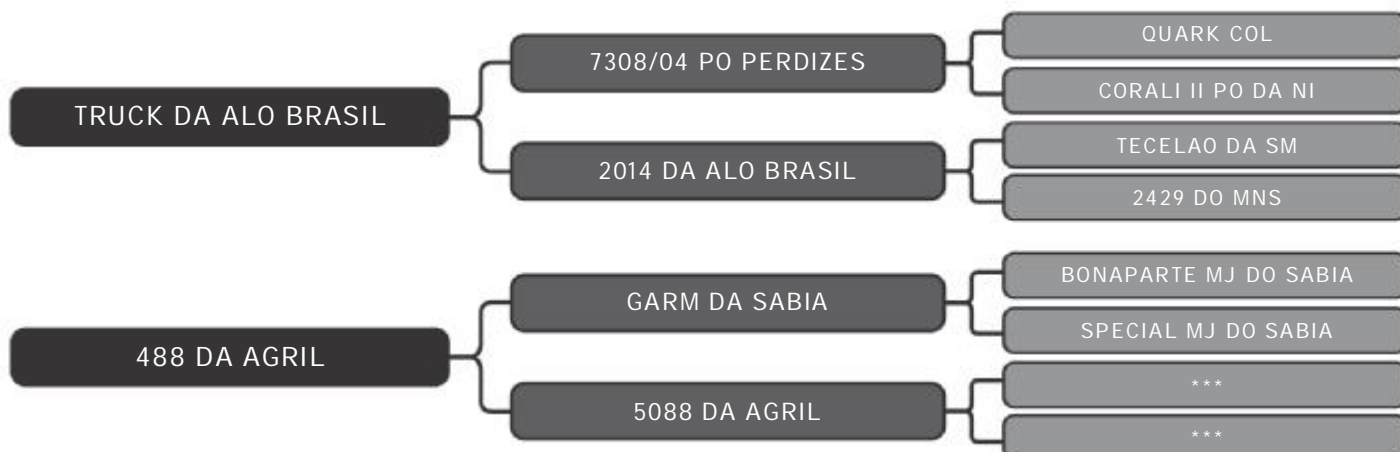 TRUCK DA ALO BRASIL
7308/04 PO PERDIZES
QUARK COL
CORALI II PO DA NI
2014 DA ALO BRASIL
TECELAO DA SM
2429 DO MNS
488 DA AGRIL
GARM DA SABIA
BONAPARTE MJ DO SABIA
SPECIAL MJ DO SABIA
5088 DA AGRIL
***
***